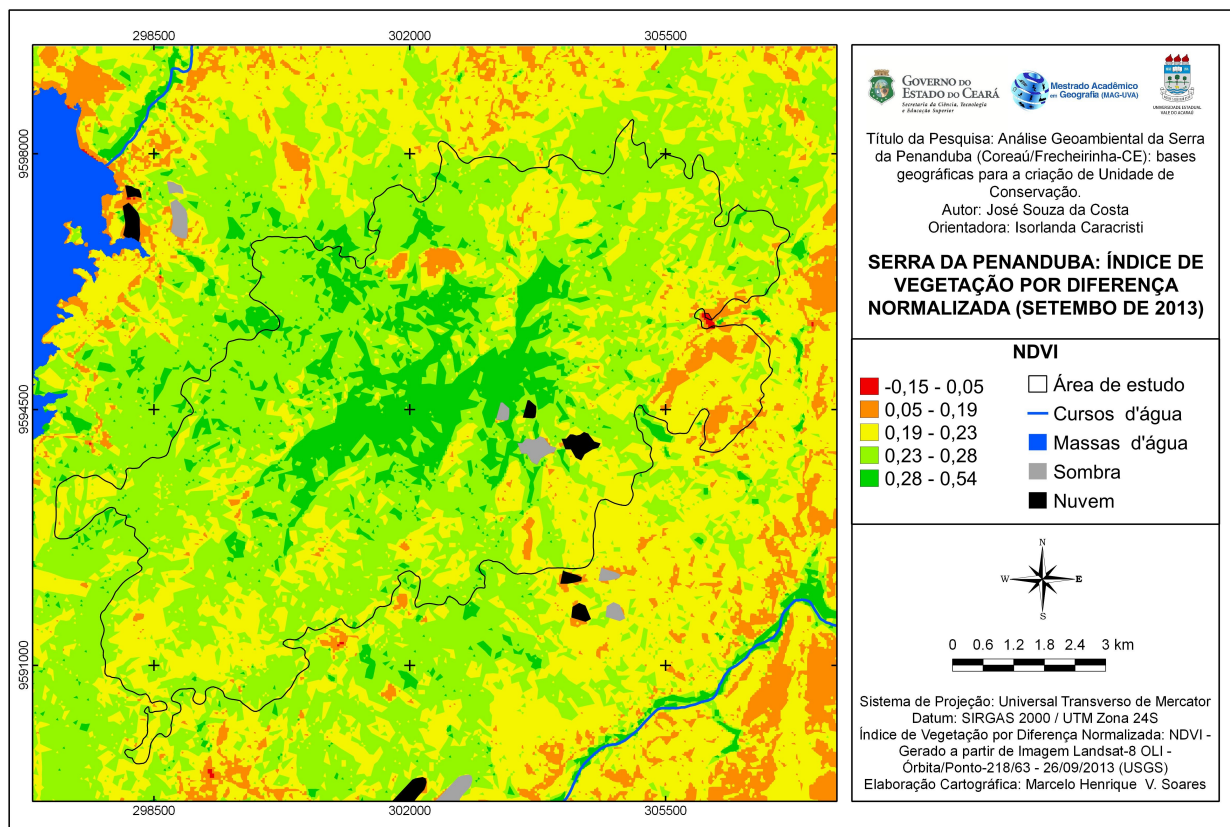 298500
302000
305500
9598000
9594500
9591000
298500
302000
305500
GOVERNO DO
ESTADO DO CEARÁ
Secretaria da Ciência, Tecnologia
e Educação Superior
Mestrado Acadêmico
em Geografia (MAG-UVA)
UNIVERSIDADE ESTADUAL
VALE DO ACARAÚ
Título da Pesquisa: Análise Geoambiental da Serra
da Penanduba (Coreaú/Frecheirinha-CE): bases
geográficas para a criação de Unidade de
Conservação.
Autor: José Souza da Costa
Orientadora: Isorlanda Caracristi
SERRA DA PENANDUBA: ÍNDICE DE
VEGETAÇÃO POR DIFERENÇA
NORMALIZADA (SETEMBO DE 2013)
NDVI
-0,15 - 0,05
0,05 - 0,19
0,19 - 0,23
0,23 - 0,28
0,28 - 0,54
Área de estudo
Cursos d'água
Massas d'água
Sombra
Nuvem
N
W E
S
0 0.6 1.2 1.8 2.4 3 km
Sistema de Projeção: Universal Transverso de Mercator
Datum: SIRGAS 2000 / UTM Zona 24S
Índice de Vegetação por Diferença Normalizada: NDVI -
Gerado a partir de Imagem Landsat-8 OLI -
Órbita/Ponto-218/63 - 26/09/2013 (USGS)
Elaboração Cartográfica: Marcelo Henrique V. Soares